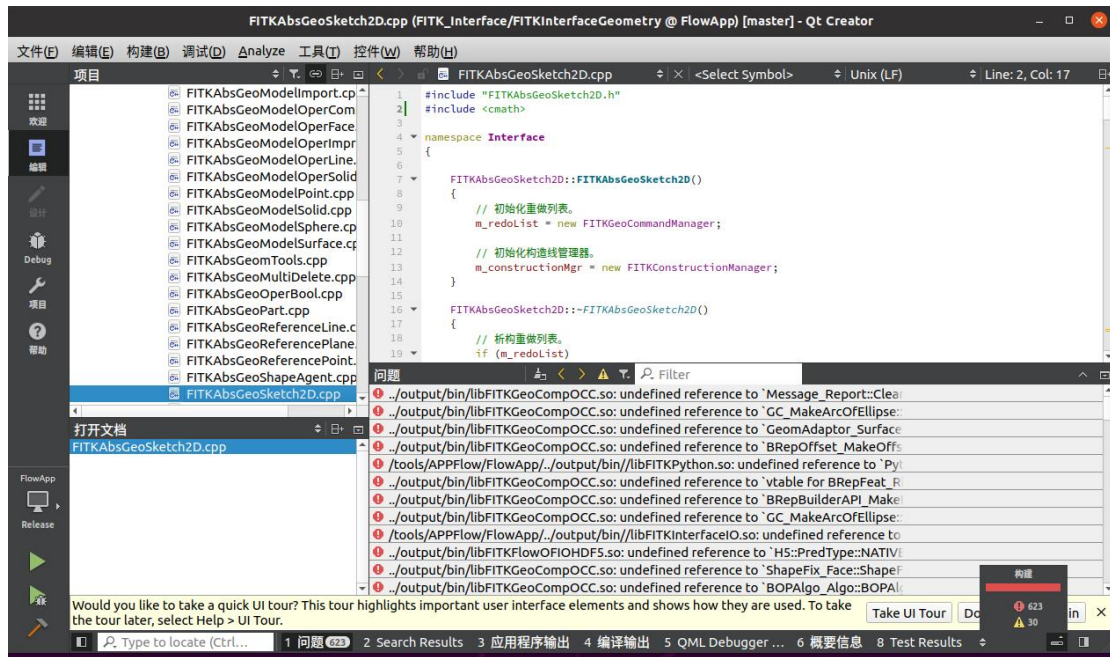 FITKAbsGeoSketch2D.cpp (FITK_Interface/FITKInterfaceGeometry @ FlowApp) [master] - Qt Creator
文件(F) 编辑(E) 构建(B) 调试(D) Analyze 工具(T) 控件(W) 帮助(H)
项目
FITKAbsGeoSketch2D.cpp
<Select Symbol>
Unix (LF)
Line: 2, Col: 17
欢迎
编辑
设计
Debug
项目
帮助
FlowApp
Release
FITKAbsGeoModelImport.cp
FITKAbsGeoModelOperCom
FITKAbsGeoModelOperFace.
FITKAbsGeoModelOperImpr
FITKAbsGeoModelOperLine.
FITKAbsGeoModelOperSolid
FITKAbsGeoModelPoint.cpp
FITKAbsGeoModelSolid.cpp
FITKAbsGeoModelSphere.cp
FITKAbsGeoModelSurface.cp
FITKAbsGeomTools.cpp
FITKAbsGeoMultiDelete.cpp
FITKAbsGeoOperBool.cpp
FITKAbsGeoPart.cpp
FITKAbsGeoReferenceLine.c
FITKAbsGeoReferencePlane.
FITKAbsGeoReferencePoint.
FITKAbsGeoShapeAgent.cpp
FITKAbsGeoSketch2D.cpp
打开文档
FITKAbsGeoSketch2D.cpp
1 #include "FITKAbsGeoSketch2D.h"
2 #include <cmath>
3
4 namespace Interface
5 {
6
7 FITKAbsGeoSketch2D::FITKAbsGeoSketch2D()
8 {
9 // 初始化重做列表。
10 m_redoList = new FITKGeoCommandManager;
11
12 // 初始化构造线管理器。
13 m_constructionMgr = new FITKConstructionManager;
14 }
15
16 FITKAbsGeoSketch2D::~FITKAbsGeoSketch2D()
17 {
18 // 析构重做列表。
19 if (m_redoList)
问题
Filter
../output/bin/libFITKGeoCompOCC.so: undefined reference to `Message_Report::Clear
../output/bin/libFITKGeoCompOCC.so: undefined reference to `GC_MakeArcOfEllipse::
../output/bin/libFITKGeoCompOCC.so: undefined reference to `GeomAdaptor_Surface
../output/bin/libFITKGeoCompOCC.so: undefined reference to `BRepOffset_MakeOffs
/tools/APPFlow/FlowApp/../output/bin//libFITKPython.so: undefined reference to `Pyt
../output/bin/libFITKGeoCompOCC.so: undefined reference to `vtable for BRepFeat_R
../output/bin/libFITKGeoCompOCC.so: undefined reference to `BRepBuilderAPI_Make
../output/bin/libFITKGeoCompOCC.so: undefined reference to `GC_MakeArcOfEllipse::
/tools/APPFlow/FlowApp/../output/bin//libFITKInterfaceIO.so: undefined reference to
../output/bin/libFITKFlowOFIOHDF5.so: undefined reference to `H5::PredType::NATIVE
../output/bin/libFITKGeoCompOCC.so: undefined reference to `ShapeFix_Face::ShapeF
../output/bin/libFITKGeoCompOCC.so: undefined reference to `BOPAlgo_Algo::BOPAlg
构建
623
30
Would you like to take a quick UI tour? This tour highlights important user interface elements and shows how they are used. To take
the tour later, select Help > UI Tour.
Take UI Tour
Do
in
Type to locate (Ctrl...
1 问题 623 2 Search Results 3 应用程序输出 4 编译输出 5 QML Debugger ... 6 概要信息 8 Test Results